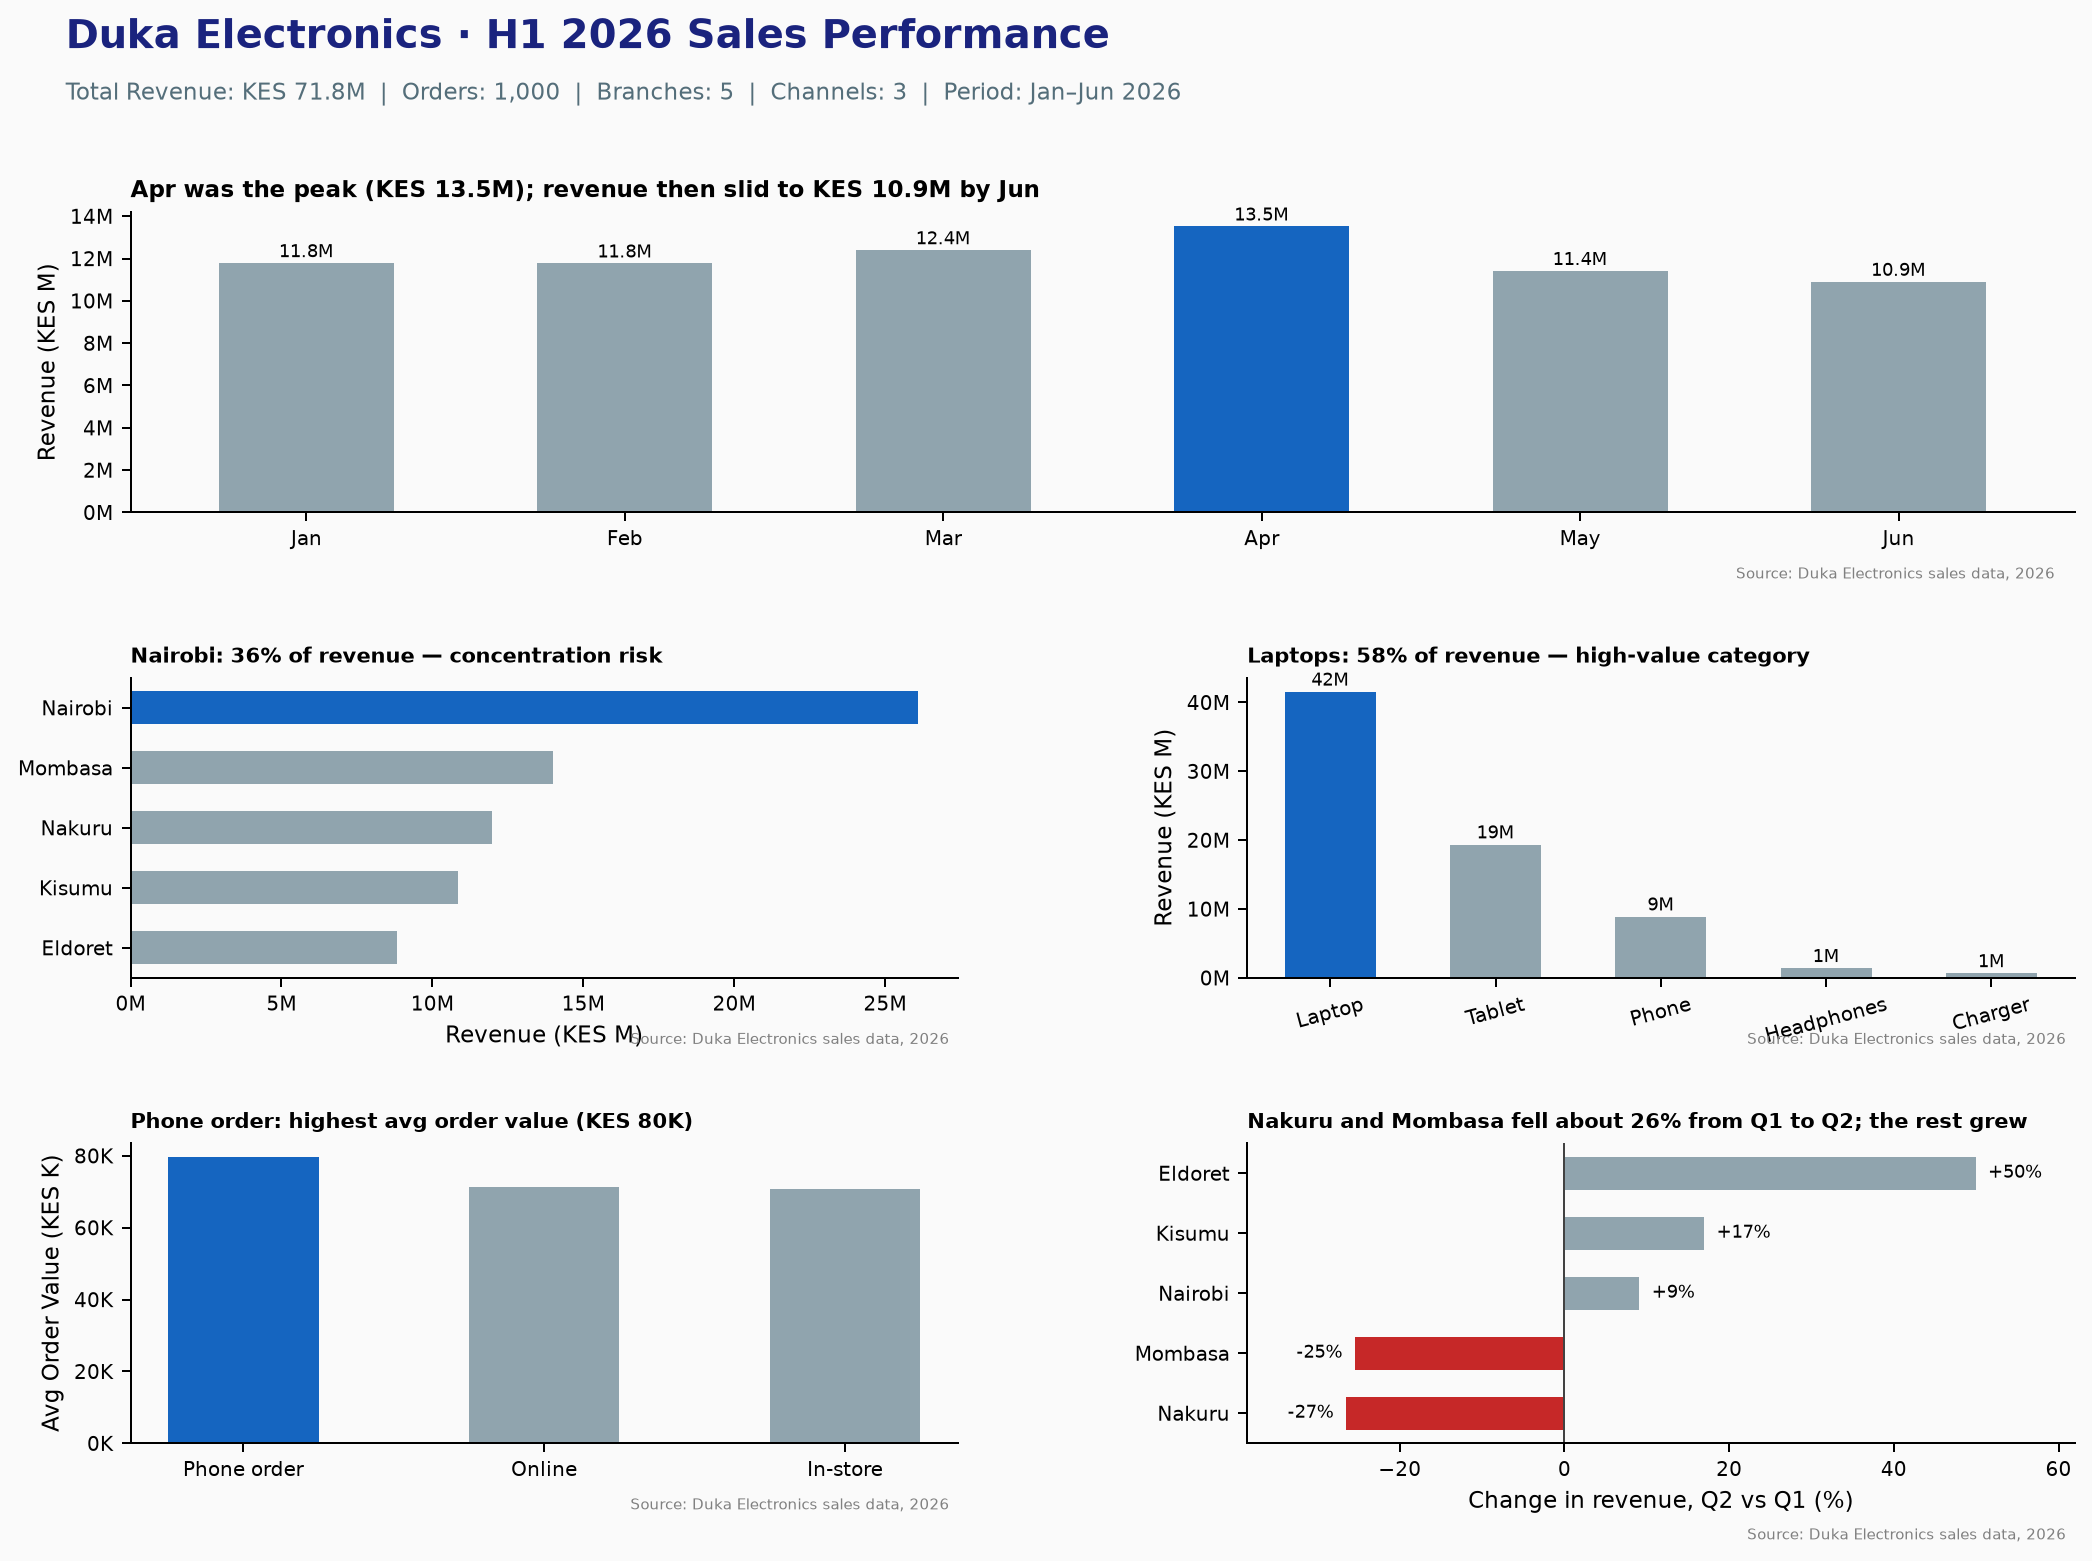 Duka Electronics · H1 2026 Sales Performance
Total Revenue: KES 71.8M | Orders: 1,000 | Branches: 5 | Channels: 3 | Period: Jan–Jun 2026
Apr was the peak (KES 13.5M); revenue then slid to KES 10.9M by Jun
Revenue (KES M)
14M
12M
10M
8M
6M
4M
2M
0M
11.8M
11.8M
12.4M
13.5M
11.4M
10.9M
Jan
Feb
Mar
Apr
May
Jun
Source: Duka Electronics sales data, 2026
Nairobi: 36% of revenue — concentration risk
Nairobi
Mombasa
Nakuru
Kisumu
Eldoret
0M
5M
10M
15M
20M
25M
Revenue (KES M)
Source: Duka Electronics sales data, 2026
Laptops: 58% of revenue — high-value category
Revenue (KES M)
40M
30M
20M
10M
0M
42M
19M
9M
1M
1M
Laptop
Tablet
Phone
Headphones
Charger
Source: Duka Electronics sales data, 2026
Phone order: highest avg order value (KES 80K)
Avg Order Value (KES K)
80K
60K
40K
20K
0K
Phone order
Online
In-store
Source: Duka Electronics sales data, 2026
Nakuru and Mombasa fell about 26% from Q1 to Q2; the rest grew
Eldoret
+50%
Kisumu
+17%
Nairobi
+9%
Mombasa
-25%
Nakuru
-27%
−20
0
20
40
60
Change in revenue, Q2 vs Q1 (%)
Source: Duka Electronics sales data, 2026